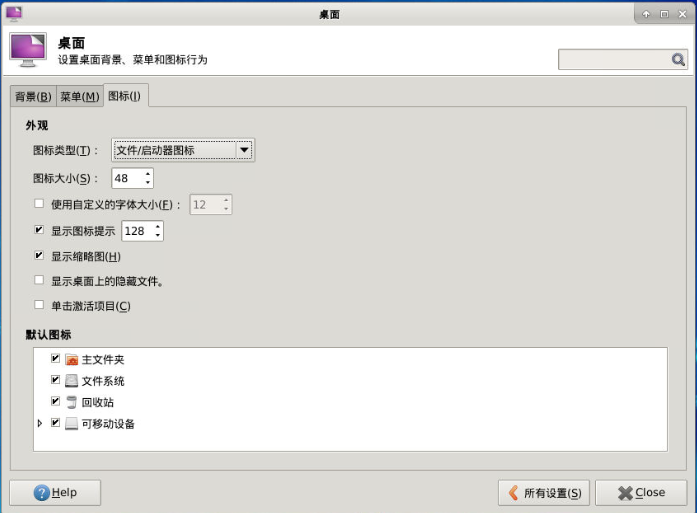 桌面
桌面
设置桌面背景、菜单和图标行为
背景(B) 菜单(M) 图标(I)
外观
图标类型(T)： 文件/启动器图标
图标大小(S)： 48
使用自定义的字体大小(F)： 12
显示图标提示 128
显示缩略图(H)
显示桌面上的隐藏文件。
单击激活项目(C)
默认图标
主文件夹
文件系统
回收站
可移动设备
Help 所有设置(S) Close